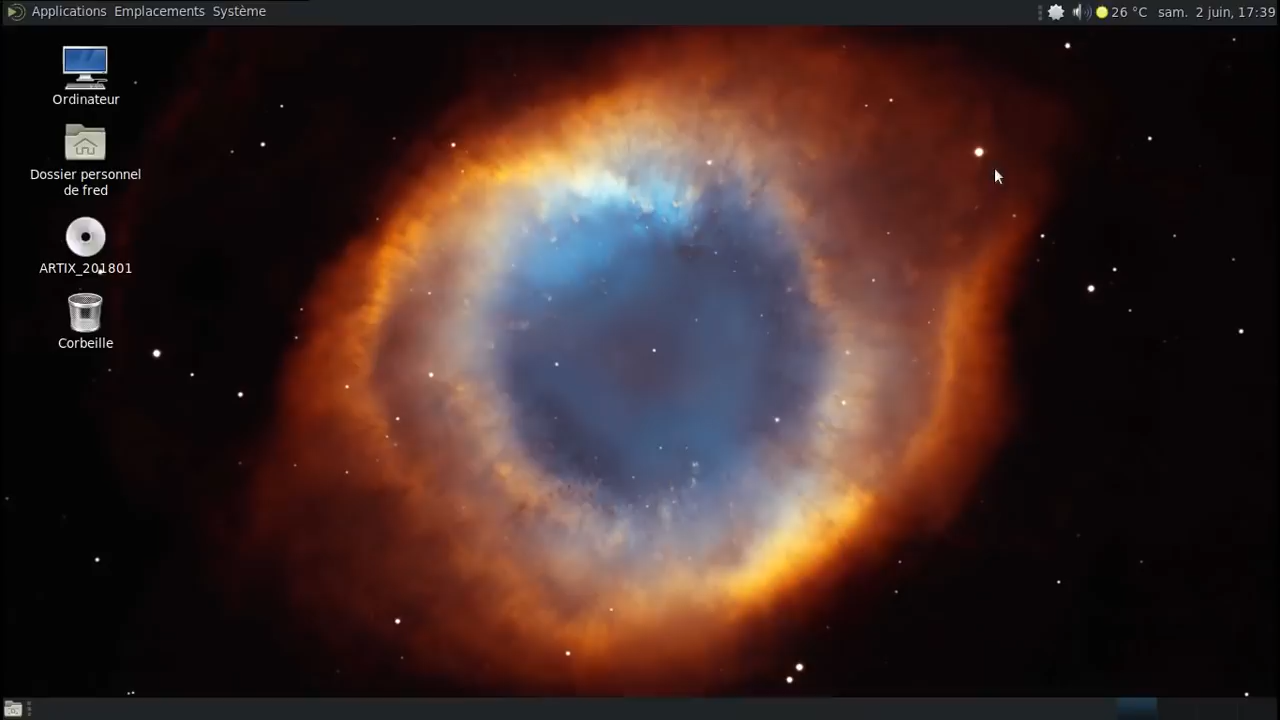 Applications Emplacements Système
26 °C sam. 2 juin, 17:39
Ordinateur
Dossier personnel
de fred
ARTIX_201801
Corbeille